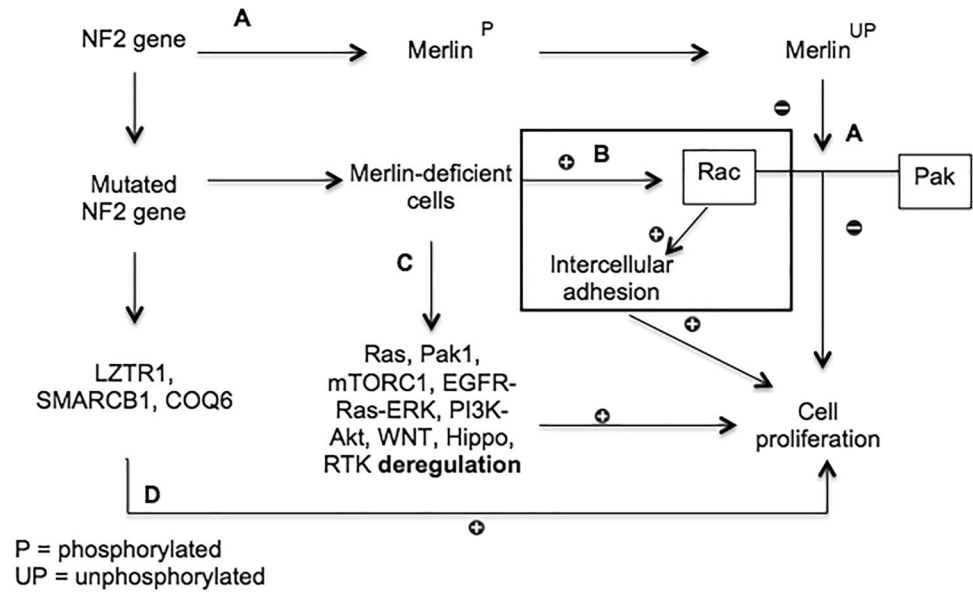 A
NF2 gene
Merlin P
Merlin UP
A
B
Rac
Pak
Mutated
NF2 gene
Merlin-deficient
cells
C
Intercellular
adhesion
LZTR1,
SMARCB1, COQ6
Ras, Pak1,
mTORC1, EGFR-
Ras-ERK, PI3K-
Akt, WNT, Hippo,
RTK deregulation
Cell
proliferation
D
P = phosphorylated
UP = unphosphorylated